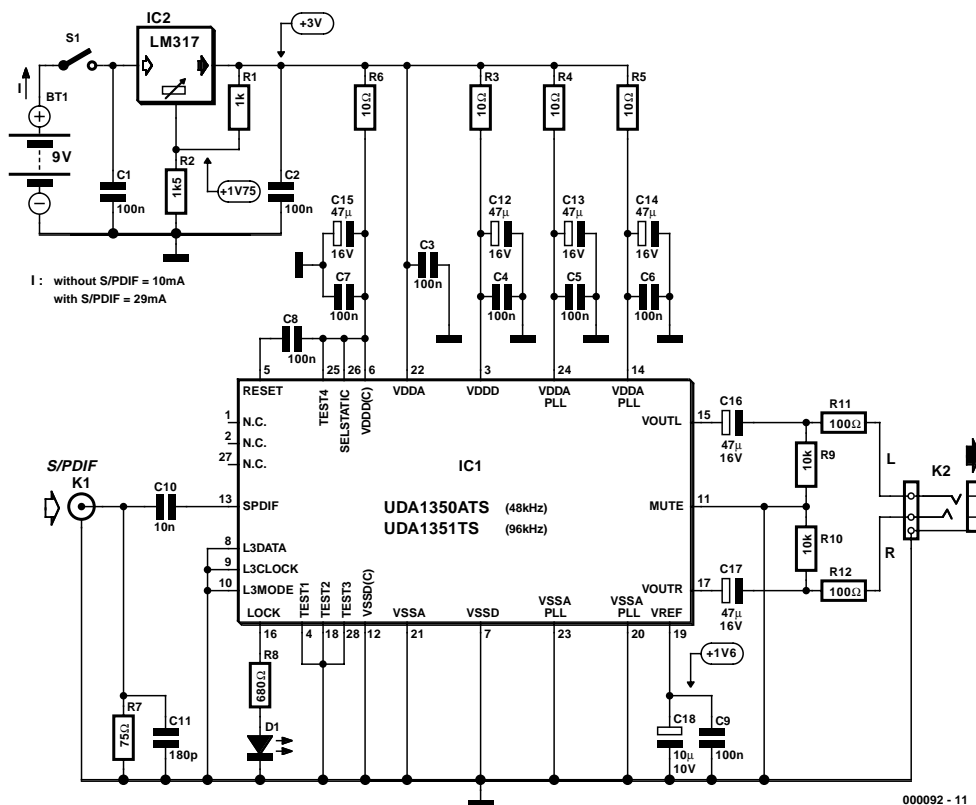 IC2
+3V
S1
LM317
R1
1k
R6
10Ω
R3
10Ω
R4
10Ω
R5
10Ω
I
BT1
9V
C1
100n
R2
1k5
+1V75
C2
100n
C15
47μ
16V
C7
100n
C3
100n
C12
47μ
16V
C4
100n
C13
47μ
16V
C5
100n
C14
47μ
16V
C6
100n
I : without S/PDIF = 10mA
with S/PDIF = 29mA
C8
100n
5
25
26
6
22
3
24
14
RESET
TEST4
SELSTATIC
VDDD(C)
VDDA
VDDD
VDDA
PLL
VDDA
PLL
1
N.C.
2
N.C.
27
N.C.
VOUTL
15
C16
47μ
16V
R11
100Ω
R9
10k
L
K2
S/PDIF
K1
C10
10n
13
SPDIF
IC1
UDA1350ATS (48kHz)
UDA1351TS (96kHz)
MUTE
11
R10
10k
R
8
L3DATA
9
L3CLOCK
10
L3MODE
VOUTR
17
C17
47μ
16V
R12
100Ω
LOCK
TEST1
TEST2
TEST3
VSSD(C)
VSSA
VSSD
VSSA
PLL
VSSA
PLL
VREF
16
4
18
28
12
21
7
23
20
19
+1V6
R8
680Ω
D1
R7
75Ω
C11
180p
C18
10μ
10V
C9
100n
000092 - 11